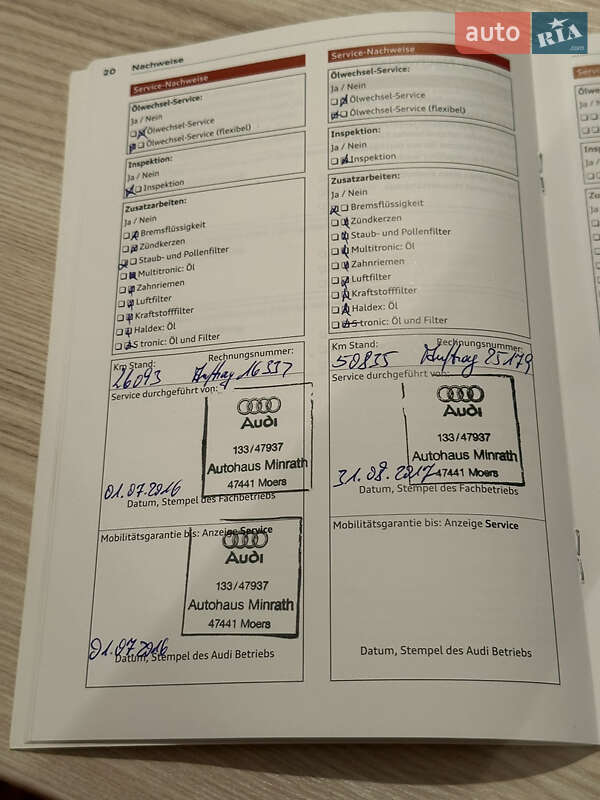 auto RIA .com
20 Nachweise
Service-Nachweise
Ölwechsel-Service:
Ja / Nein
Ölwechsel-Service
Ölwechsel-Service (flexibel)
Inspektion:
Ja / Nein
Inspektion
Zusatzarbeiten:
Ja / Nein
Bremsflüssigkeit
Zündkerzen
Staub- und Pollenfilter
Multitronic: Öl
Zahnriemen
Luftfilter
Kraftstofffilter
Haldex: Öl
S tronic: Öl und Filter
Km Stand: Rechnungsnummer:
26093 Auftrag 16337
Service durchgeführt von:
Audi
133/47937
Autohaus Minrath
47441 Moers
01.07.2016
Datum, Stempel des Fachbetriebs
Mobilitätsgarantie bis: Anzeige Service
Audi
133/47937
Autohaus Minrath
47441 Moers
01.07.2016
Datum, Stempel des Audi Betriebs
Service-Nachweise
Ölwechsel-Service:
Ja / Nein
Ölwechsel-Service
Ölwechsel-Service (flexibel)
Inspektion:
Ja / Nein
Inspektion
Zusatzarbeiten:
Ja / Nein
Bremsflüssigkeit
Zündkerzen
Staub- und Pollenfilter
Multitronic: Öl
Zahnriemen
Luftfilter
Kraftstofffilter
Haldex: Öl
S tronic: Öl und Filter
Km Stand: Rechnungsnummer:
50835 Auftrag 25179
Service durchgeführt von:
Audi
133/47937
Autohaus Minrath
31.08.2017 47441 Moers
Datum, Stempel des Fachbetriebs
Mobilitätsgarantie bis: Anzeige Service
Datum, Stempel des Audi Betriebs